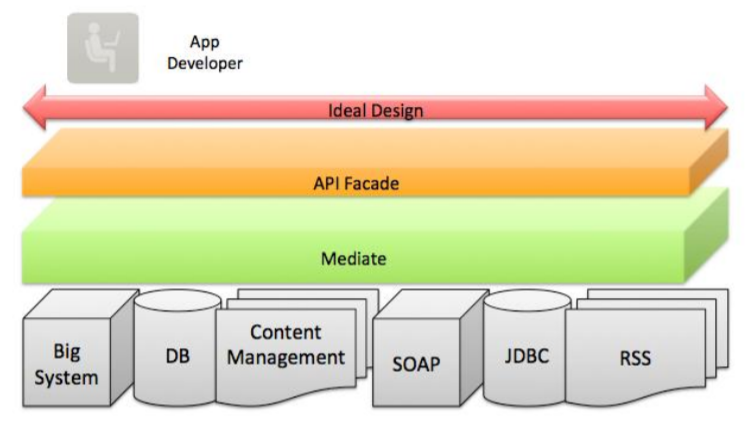 App
Developer
Ideal Design
API Facade
Mediate
Big
System
DB
Content
Management
SOAP
JDBC
RSS